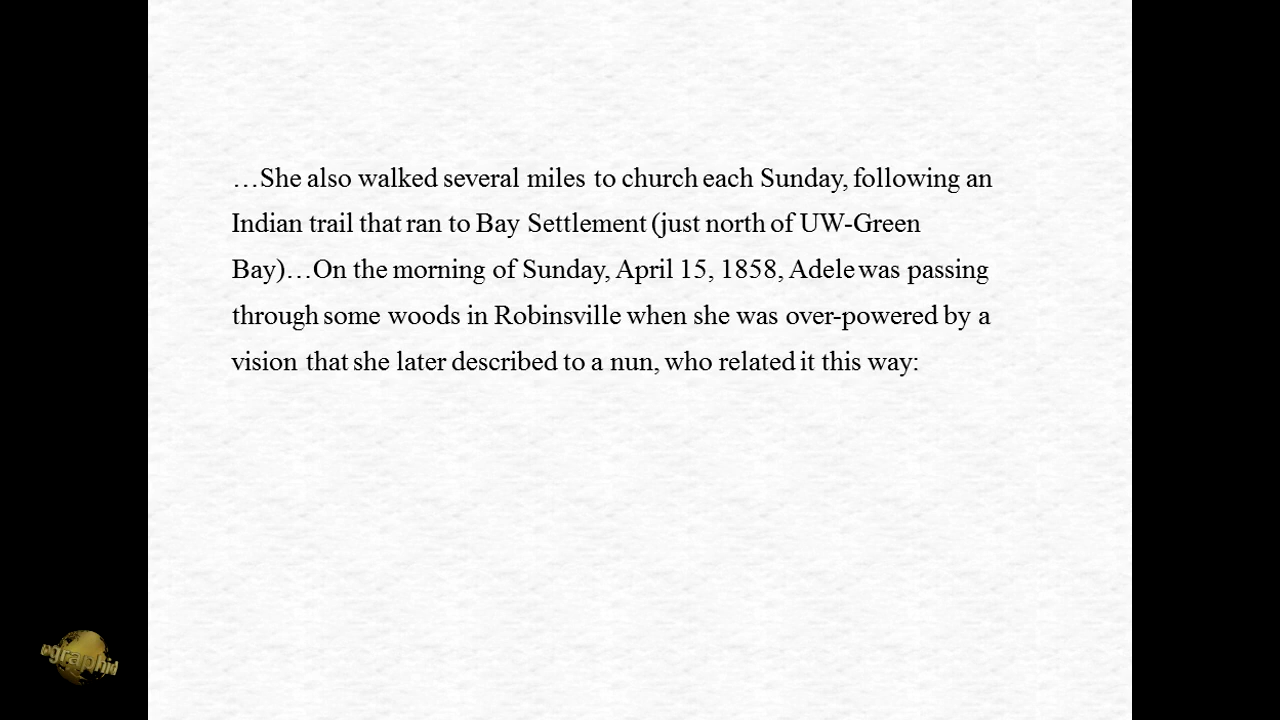 …She also walked several miles to church each Sunday, following an
Indian trail that ran to Bay Settlement (just north of UW-Green
Bay)…On the morning of Sunday, April 15, 1858, Adele was passing
through some woods in Robinsville when she was over-powered by a
vision that she later described to a nun, who related it this way: